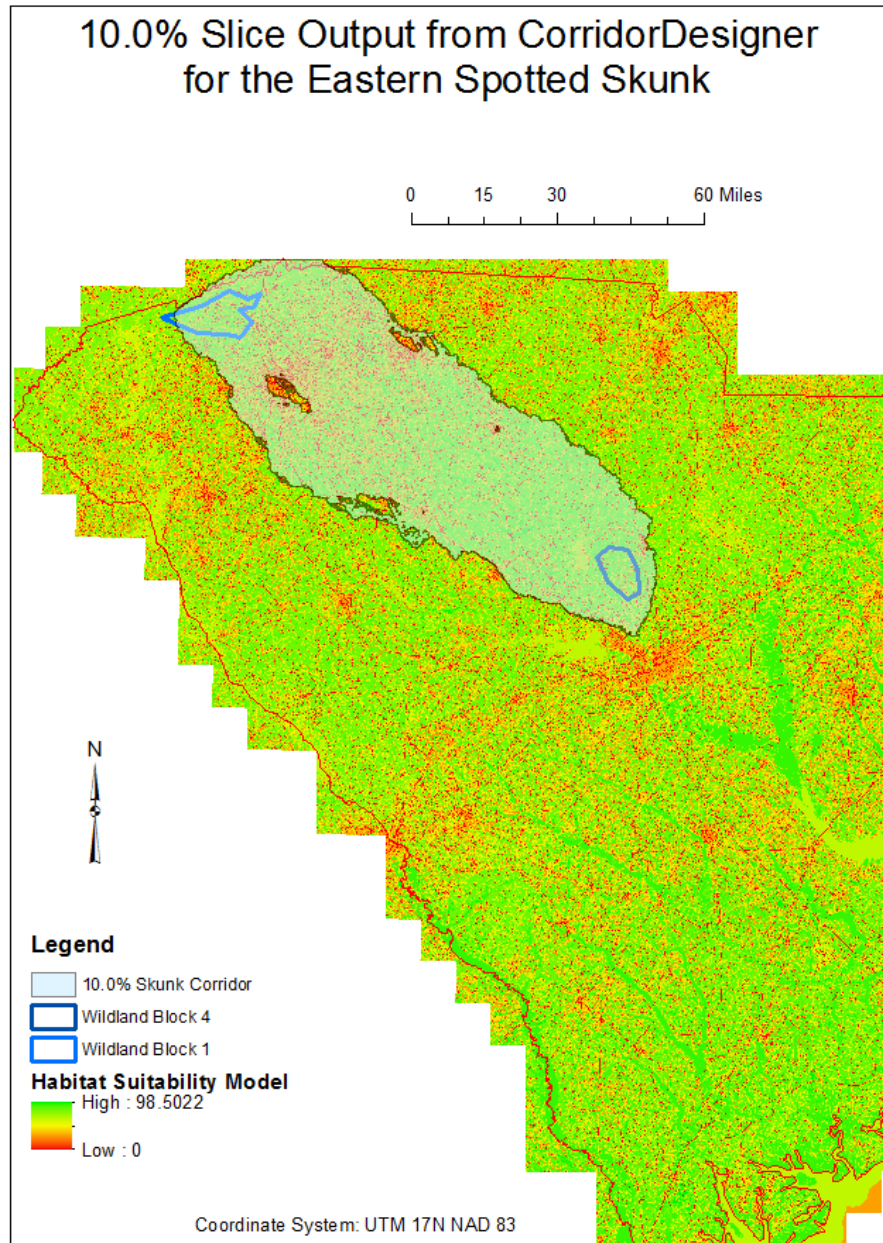 10.0% Slice Output from CorridorDesigner
for the Eastern Spotted Skunk
0 15 30 60 Miles
N
Legend
10.0% Skunk Corridor
Wildland Block 4
Wildland Block 1
Habitat Suitability Model
High : 98.5022
Low : 0
Coordinate System: UTM 17N NAD 83